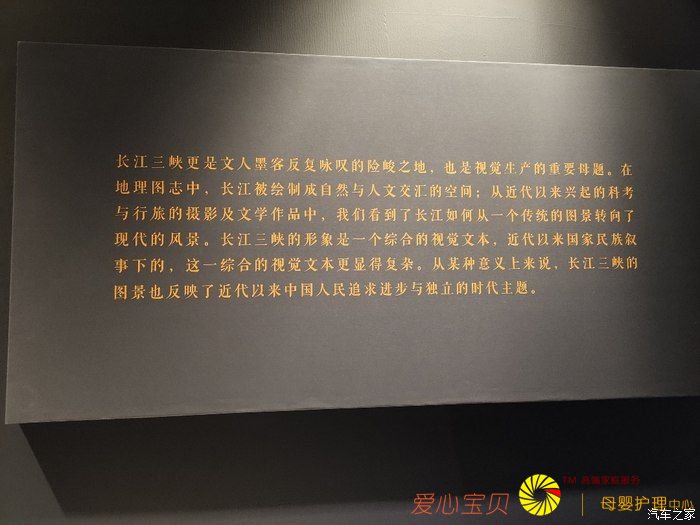 长江三峡更是文人墨客反复咏叹的险峻之地，也是视觉生产的重要母题。在
地理图志中，长江被绘制成自然与人文交汇的空间；从近代以来兴起的科考
与行旅的摄影及文学作品中，我们看到了长江如何从一个传统的图景转向了
现代的风景。长江三峡的形象是一个综合的视觉文本，近代以来国家民族叙
事下的，这一综合的视觉文本更显得复杂。从某种意义上来说，长江三峡的
图景也反映了近代以来中国人民追求进步与独立的时代主题。
爱心宝贝
TM 高端家庭服务
母婴护理中心
汽车之家